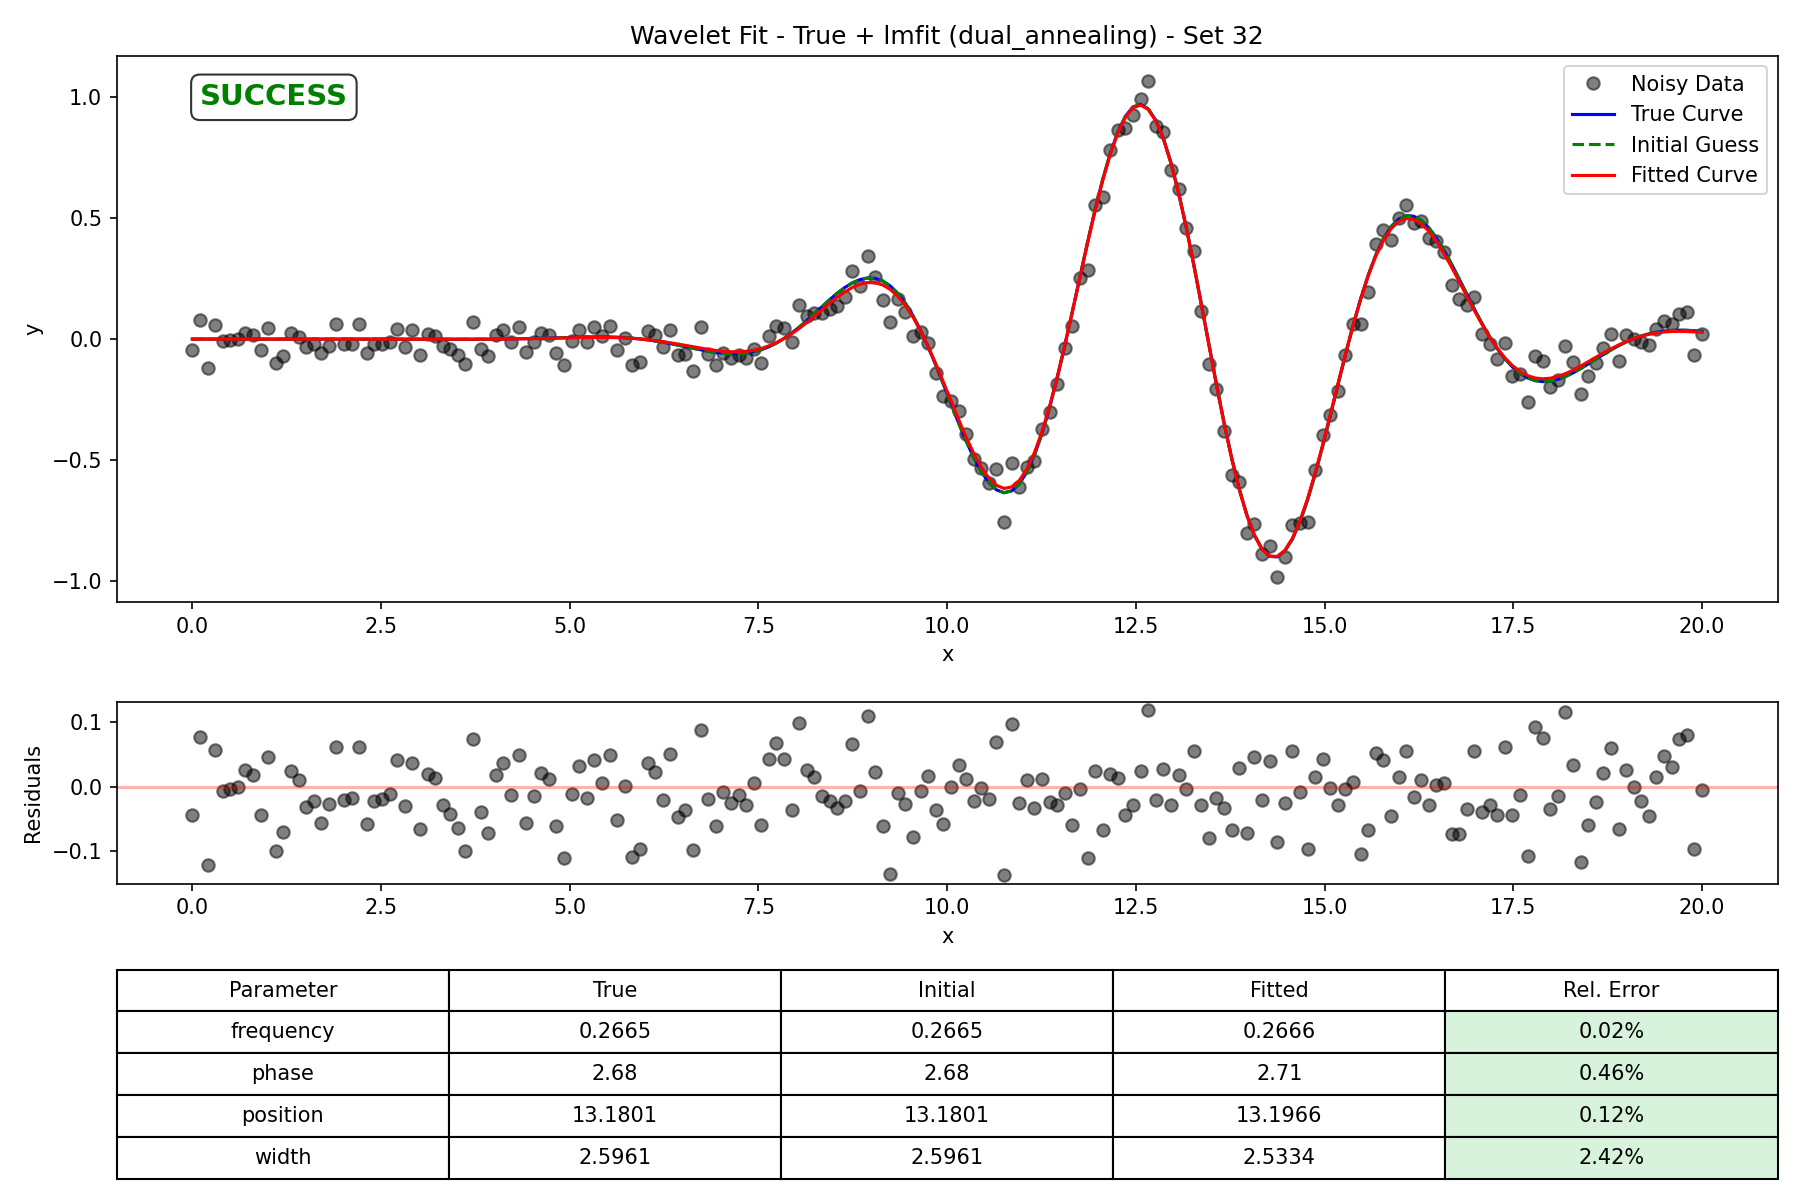 Wavelet Fit - True + lmfit (dual_annealing) - Set 32
SUCCESS
Noisy Data
True Curve
Initial Guess
Fitted Curve
y
1.0
0.5
0.0
−0.5
−1.0
0.0 2.5 5.0 7.5 10.0 12.5 15.0 17.5 20.0
x
Residuals
0.1
0.0
−0.1
0.0 2.5 5.0 7.5 10.0 12.5 15.0 17.5 20.0
x
Parameter True Initial Fitted Rel. Error
frequency 0.2665 0.2665 0.2666 0.02%
phase 2.68 2.68 2.71 0.46%
position 13.1801 13.1801 13.1966 0.12%
width 2.5961 2.5961 2.5334 2.42%